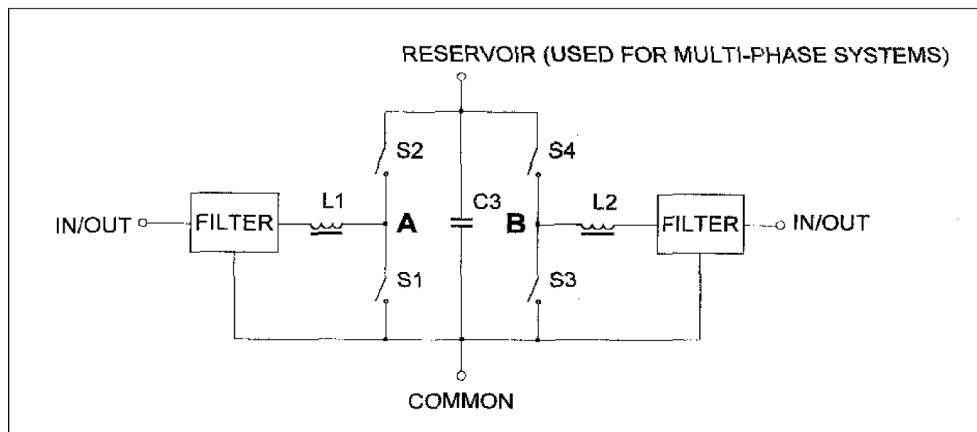 RESERVOIR (USED FOR MULTI-PHASE SYSTEMS)
S2
S4
L1
A
C3
B
L2
IN/OUT
FILTER
FILTER
IN/OUT
S1
S3
COMMON